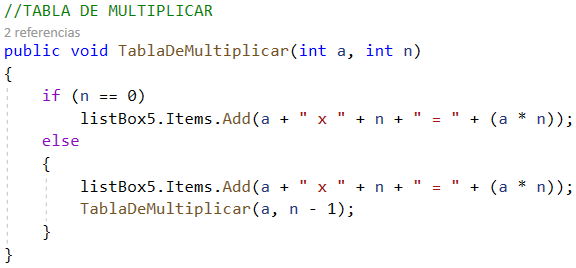 //TABLA DE MULTIPLICAR
2 referencias
public void TablaDeMultiplicar(int a, int n)
{
if (n == 0)
listBox5.Items.Add(a + " x " + n + " = " + (a * n));
else
{
listBox5.Items.Add(a + " x " + n + " = " + (a * n));
TablaDeMultiplicar(a, n - 1);
}
}